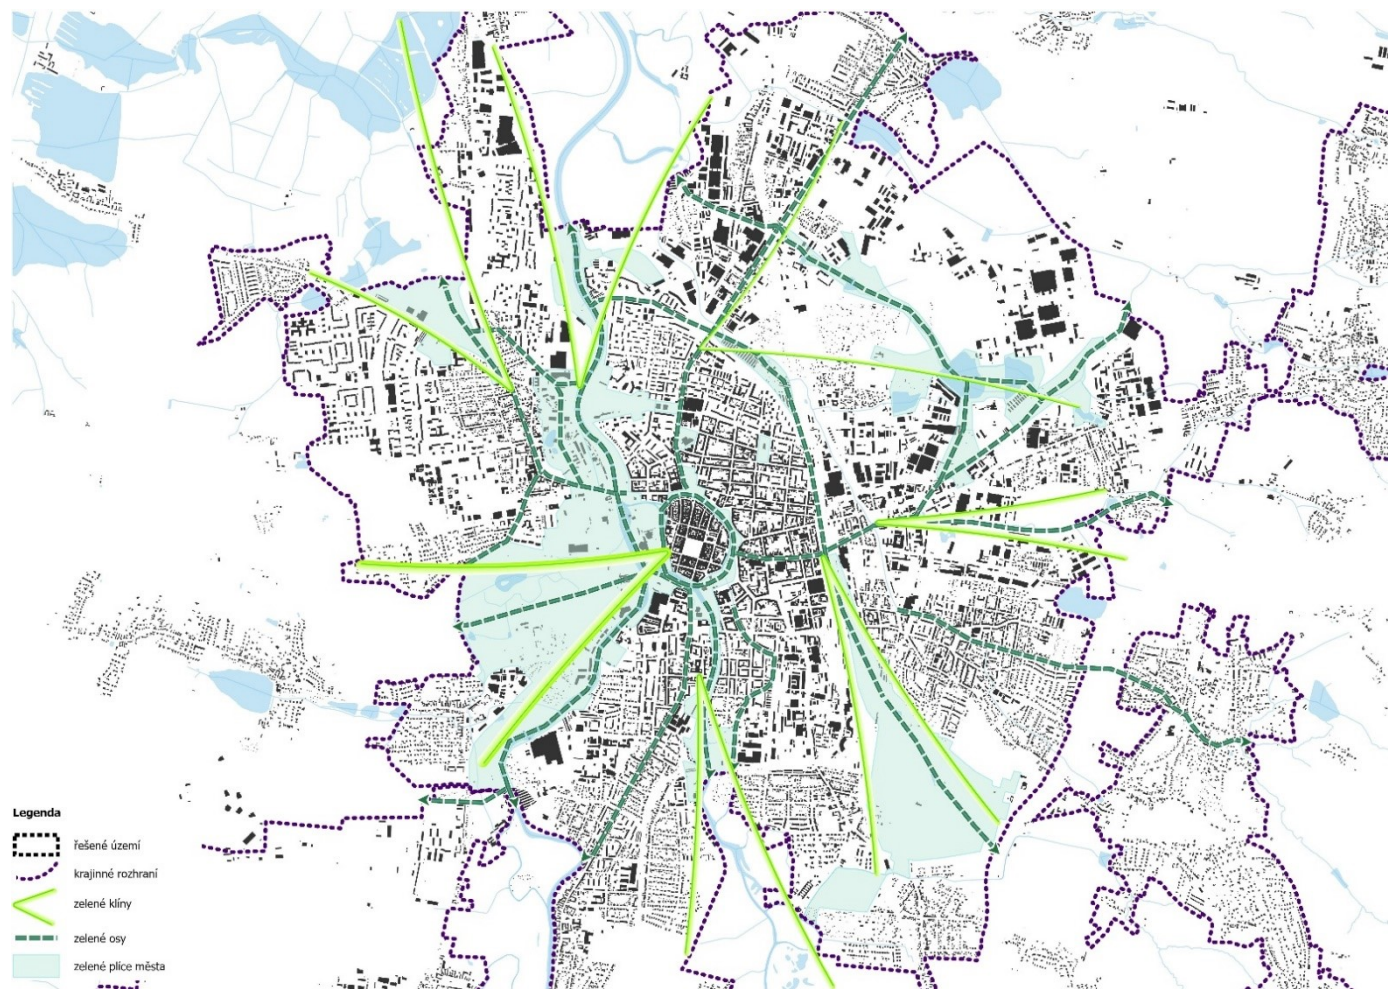 Legenda
řešené území
krajinné rozhraní
zelené klíny
zelené osy
zelené plíce města